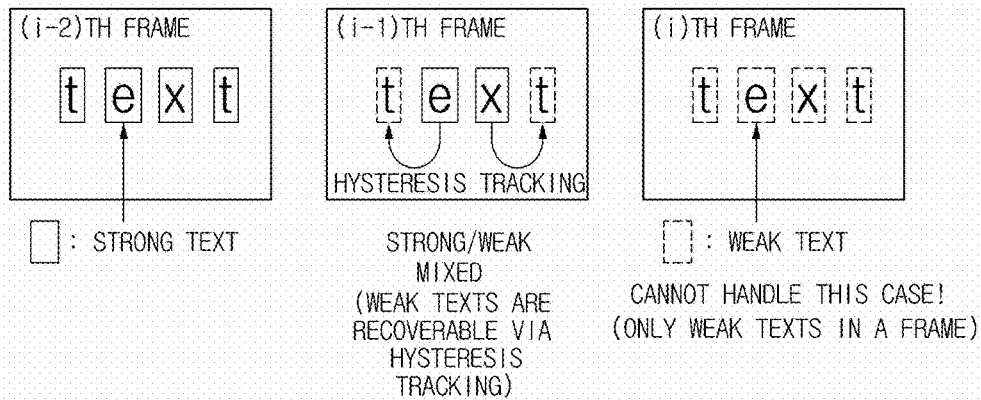 (i-2)TH FRAME
t e x t
: STRONG TEXT
(i-1)TH FRAME
t e x t
HYSTERESIS TRACKING
STRONG/WEAK
MIXED
(WEAK TEXTS ARE
RECOVERABLE VIA
HYSTERESIS
TRACKING)
(i)TH FRAME
t e x t
: WEAK TEXT
CANNOT HANDLE THIS CASE!
(ONLY WEAK TEXTS IN A FRAME)